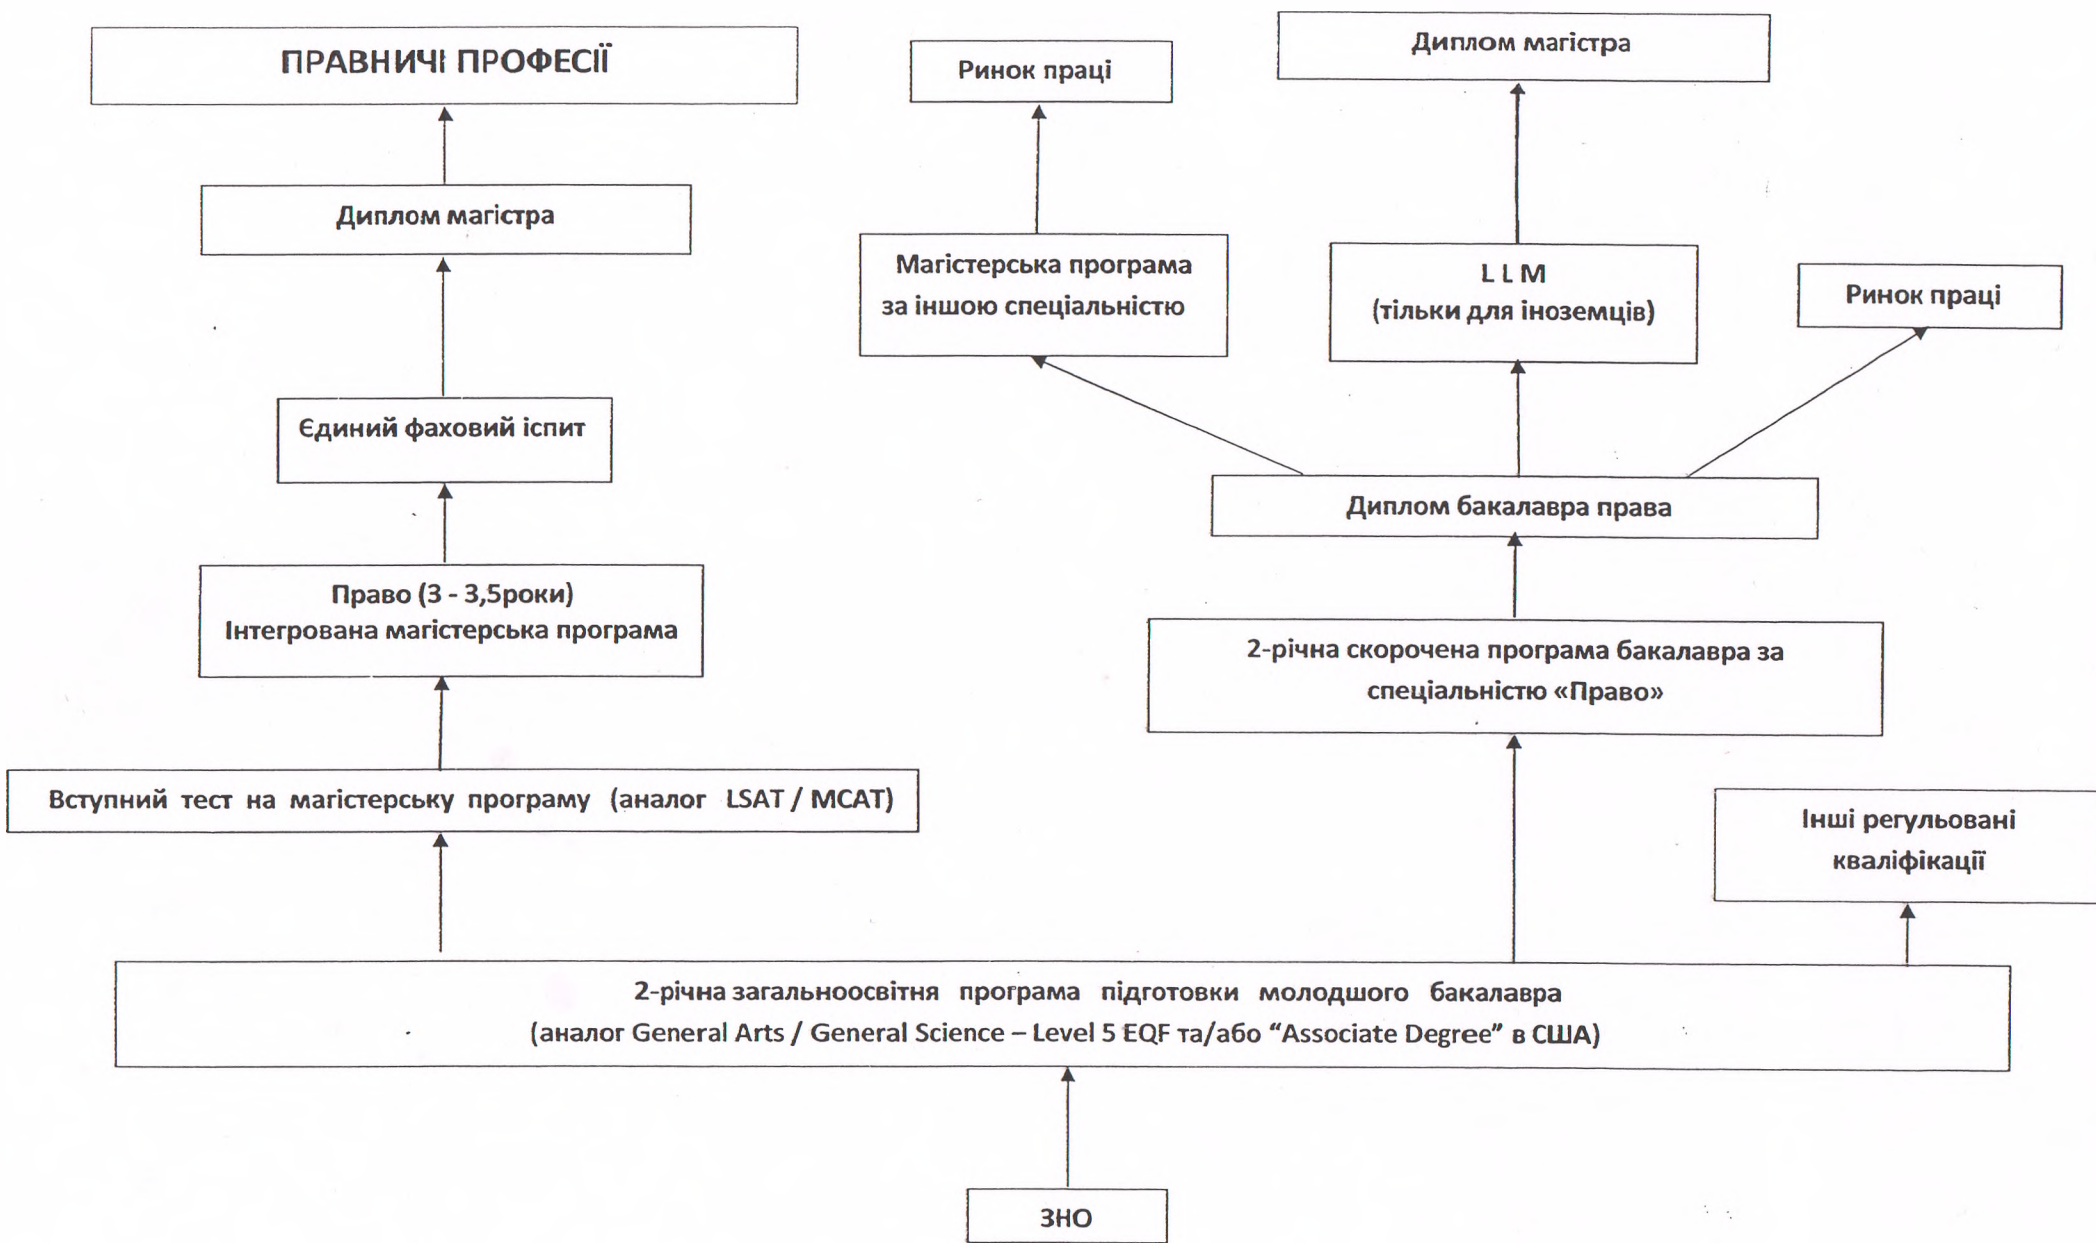 ПРАВНИЧІ ПРОФЕСІЇ
Ринок праці
Диплом магістра
Диплом магістра
Магістерська програма
за іншою спеціальністю
L L M
(тільки для іноземців)
Ринок праці
Єдиний фаховий іспит
Диплом бакалавра права
Право (3 - 3,5роки)
Інтегрована магістерська програма
2-річна скорочена програма бакалавра за
спеціальністю «Право»
Вступний тест на магістерську програму (аналог LSAT / MCAT)
Інші регульовані
кваліфікації
2-річна загальноосвітня програма підготовки молодшого бакалавра
(аналог General Arts / General Science – Level 5 EQF та/або “Associate Degree” в США)
ЗНО